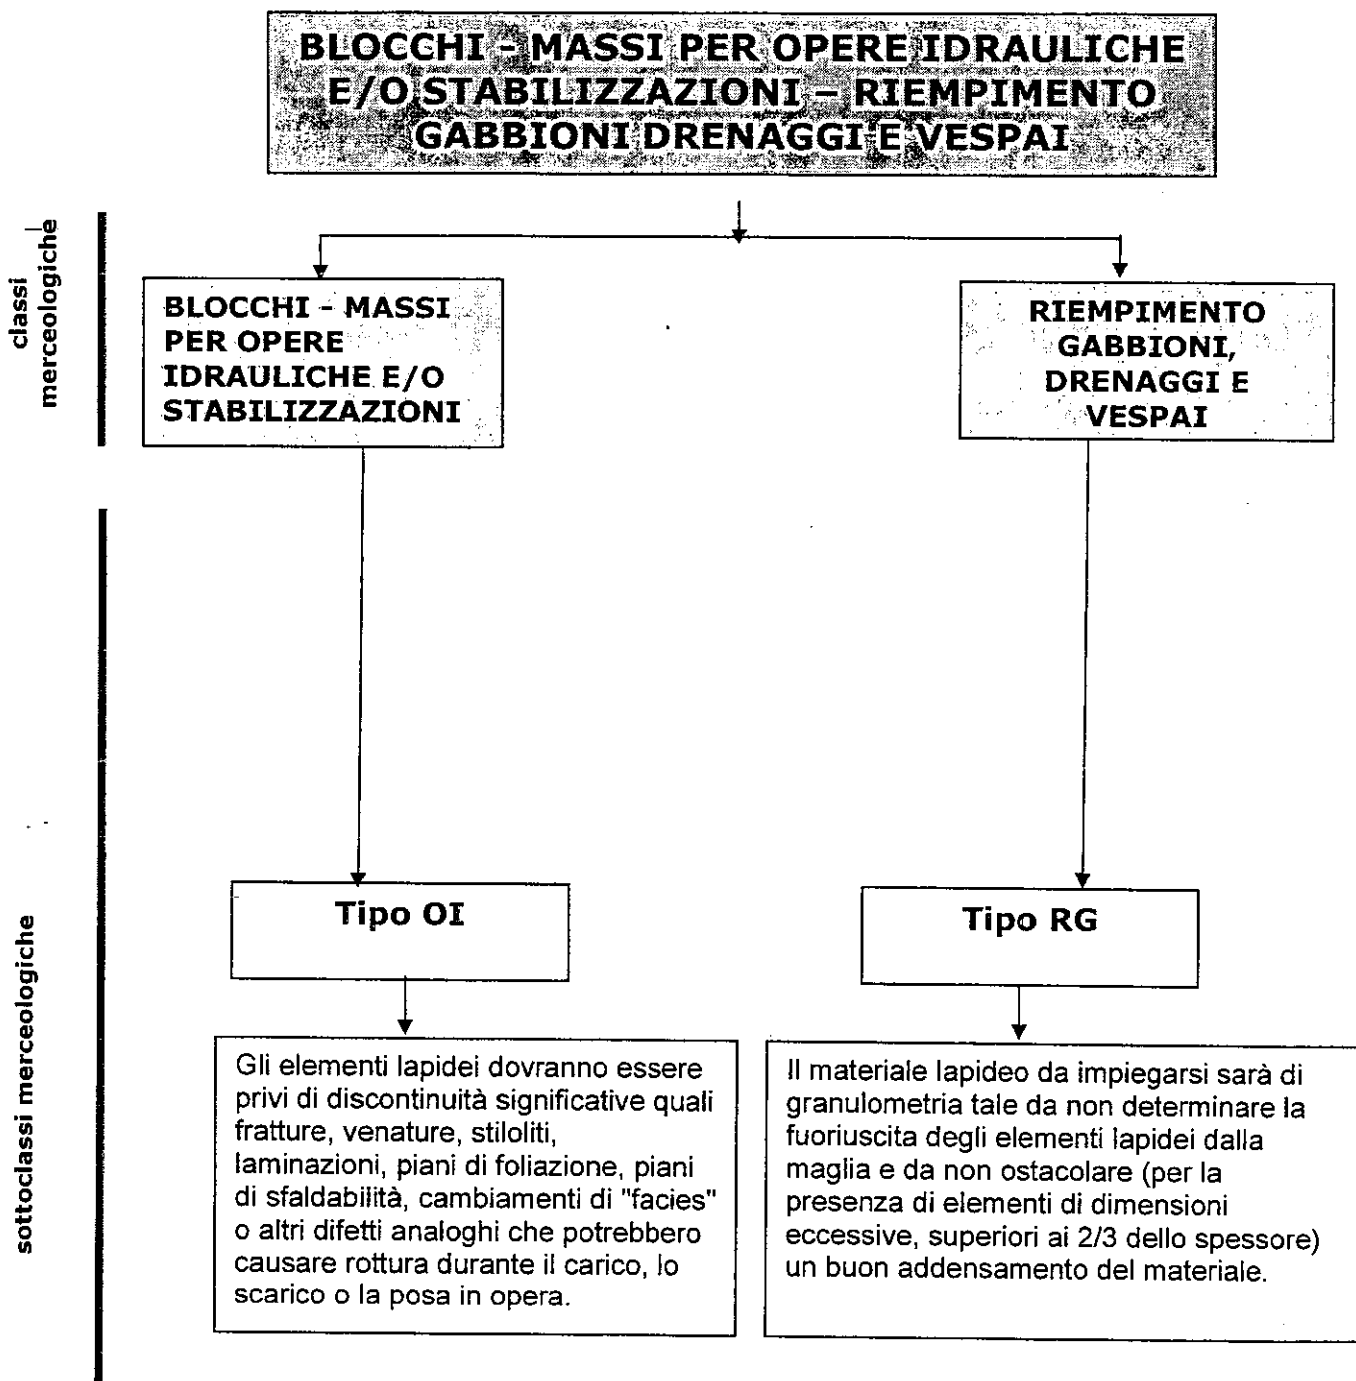 BLOCCHI - MASSI PER OPERE IDRAULICHE
E/O STABILIZZAZIONI – RIEMPIMENTO
GABBIONI DRENAGGI E VESPAI
classi
merceologiche
BLOCCHI - MASSI
PER OPERE
IDRAULICHE E/O
STABILIZZAZIONI
RIEMPIMENTO
GABBIONI,
DRENAGGI E
VESPAI
sottoclassi merceologiche
Tipo OI
Tipo RG
Gli elementi lapidei dovranno essere
privi di discontinuità significative quali
fratture, venature, stiloliti,
laminazioni, piani di foliazione, piani
di sfaldabilità, cambiamenti di "facies"
o altri difetti analoghi che potrebbero
causare rottura durante il carico, lo
scarico o la posa in opera.
Il materiale lapideo da impiegarsi sarà di
granulometria tale da non determinare la
fuoriuscita degli elementi lapidei dalla
maglia e da non ostacolare (per la
presenza di elementi di dimensioni
eccessive, superiori ai 2/3 dello spessore)
un buon addensamento del materiale.